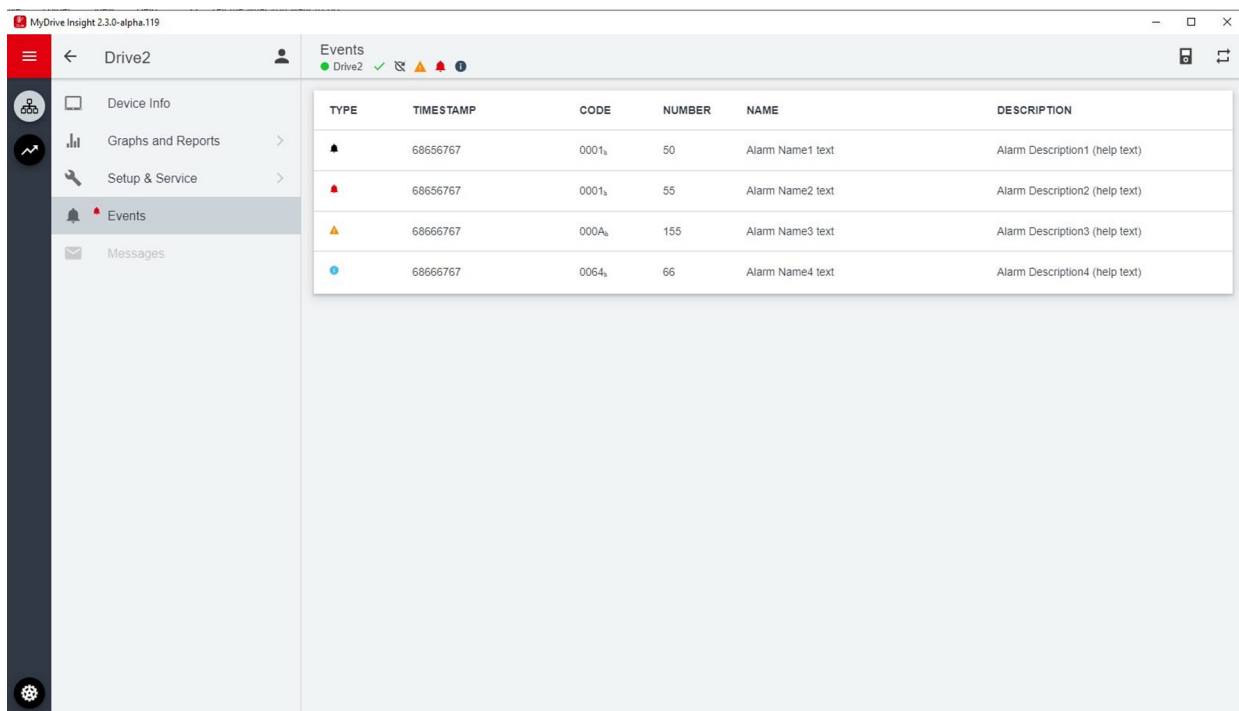 MyDrive Insight 2.3.0-alpha.119
Drive2
Device Info
Graphs and Reports
Setup & Service
Events
Messages
Events
Drive2
TYPE TIMESTAMP CODE NUMBER NAME DESCRIPTION
68656767 0001ₕ 50 Alarm Name1 text Alarm Description1 (help text)
68656767 0001ₕ 55 Alarm Name2 text Alarm Description2 (help text)
68666767 000Aₕ 155 Alarm Name3 text Alarm Description3 (help text)
68666767 0064ₕ 66 Alarm Name4 text Alarm Description4 (help text)